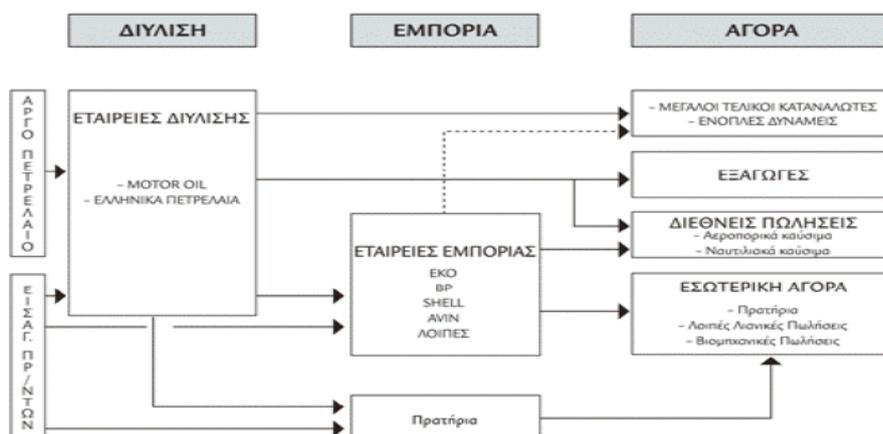 ΔΙΥΛΙΣΗ
ΕΜΠΟΡΙΑ
ΑΓΟΡΑ
ΑΡΓΟ ΠΕΤΡΕΛΑΙΟ
ΕΤΑΙΡΕΙΕΣ ΔΙΥΛΙΣΗΣ
– MOTOR OIL
– ΕΛΛΗΝΙΚΑ ΠΕΤΡΕΛΑΙΑ
– ΜΕΓΑΛΟΙ ΤΕΛΙΚΟΙ ΚΑΤΑΝΑΛΩΤΕΣ
– ΕΝΟΠΛΕΣ ΔΥΝΑΜΕΙΣ
ΕΞΑΓΩΓΕΣ
ΔΙΕΘΝΕΙΣ ΠΩΛΗΣΕΙΣ
– Αεροπορικά καύσιμα
– Ναυτιλιακά καύσιμα
ΕΙΣΑΓ. ΠΡ/ΝΤΩΝ
ΕΤΑΙΡΕΙΕΣ ΕΜΠΟΡΙΑΣ
ΕΚΟ
BP
SHELL
AVIN
ΛΟΙΠΕΣ
ΕΣΩΤΕΡΙΚΗ ΑΓΟΡΑ
– Πρατήρια
– Λοιπές Λιανικές Πωλήσεις
– Βιομηχανικές Πωλήσεις
Πρατήρια